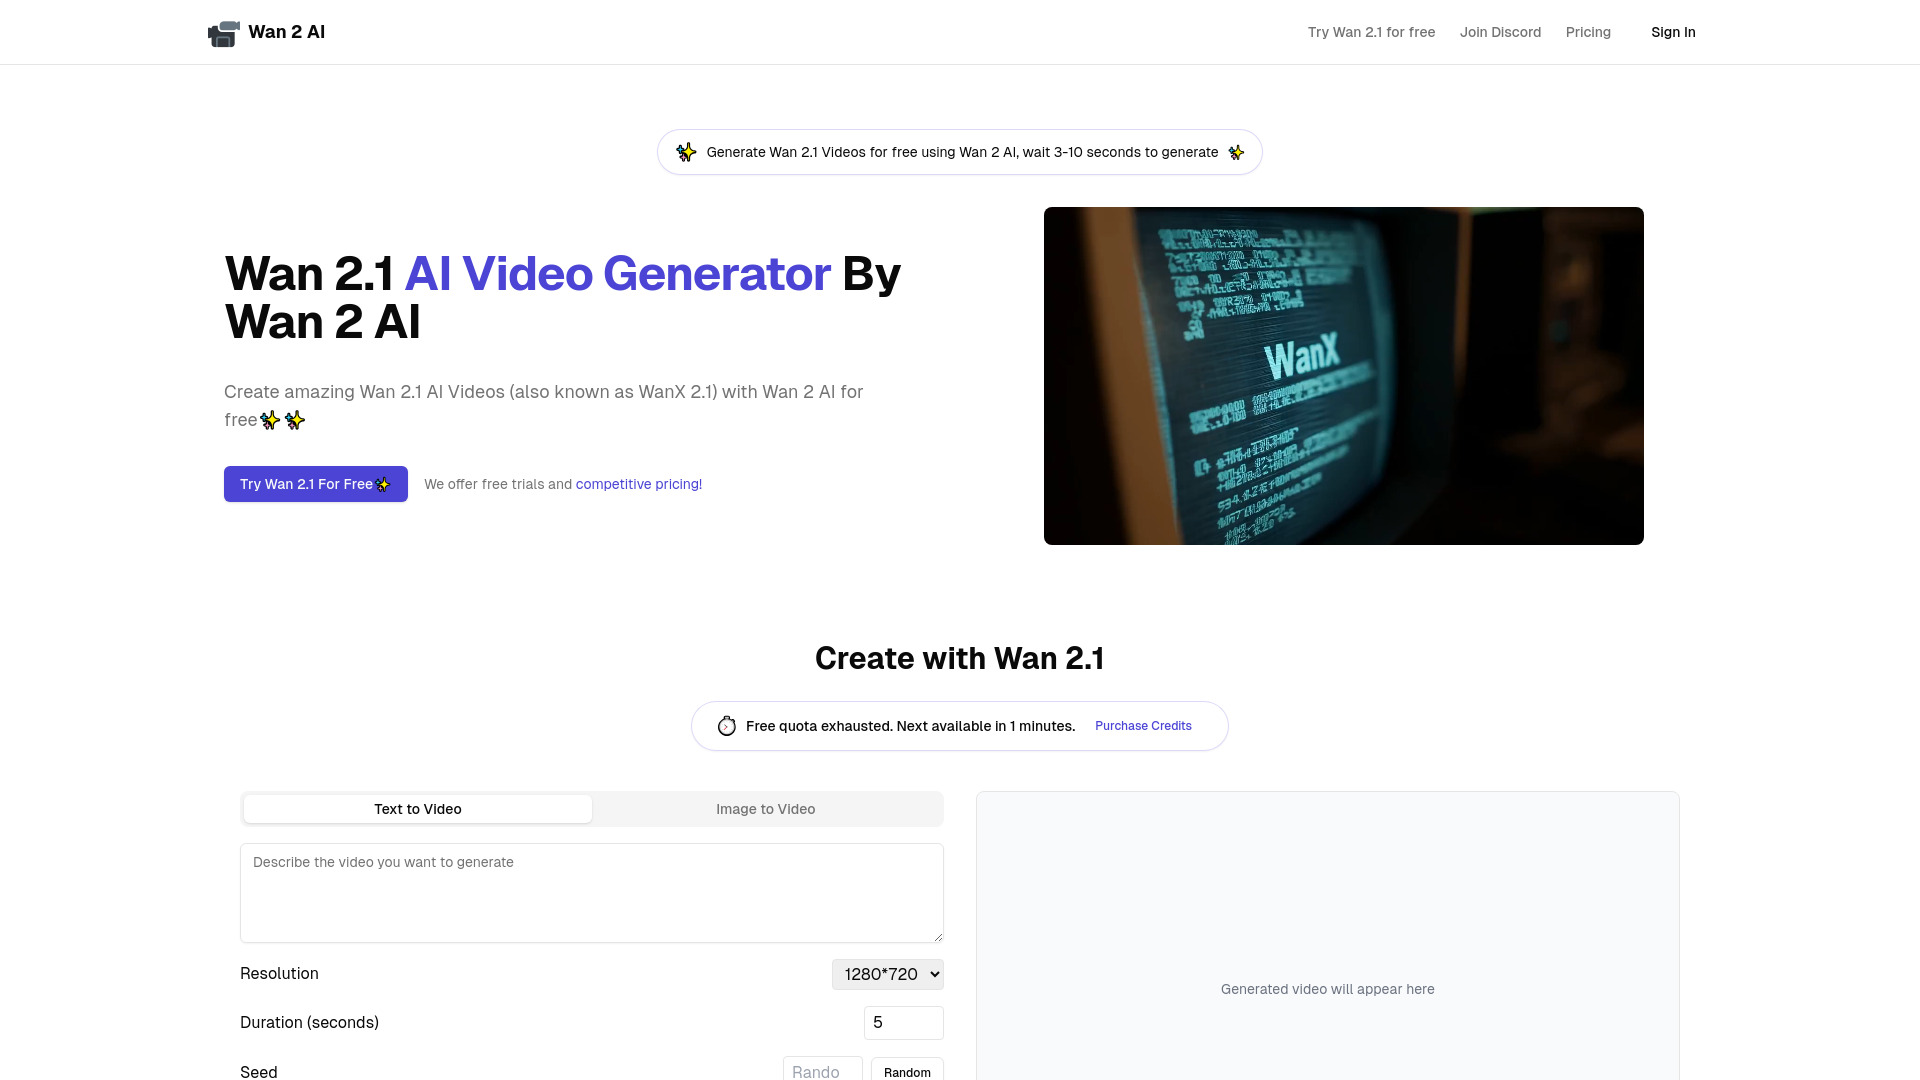 Wan 2 AI
Try Wan 2.1 for free
Join Discord
Pricing
Sign In
Generate Wan 2.1 Videos for free using Wan 2 AI, wait 3-10 seconds to generate
Wan 2.1 AI Video Generator By
Wan 2 AI
Create amazing Wan 2.1 AI Videos (also known as WanX 2.1) with Wan 2 AI for
free
Try Wan 2.1 For Free
We offer free trials and competitive pricing!
WanX
Create with Wan 2.1
Free quota exhausted. Next available in 1 minutes.
Purchase Credits
Text to Video
Image to Video
Describe the video you want to generate
Resolution
1280*720
Duration (seconds)
5
Generated video will appear here
Seed
Rando
Random